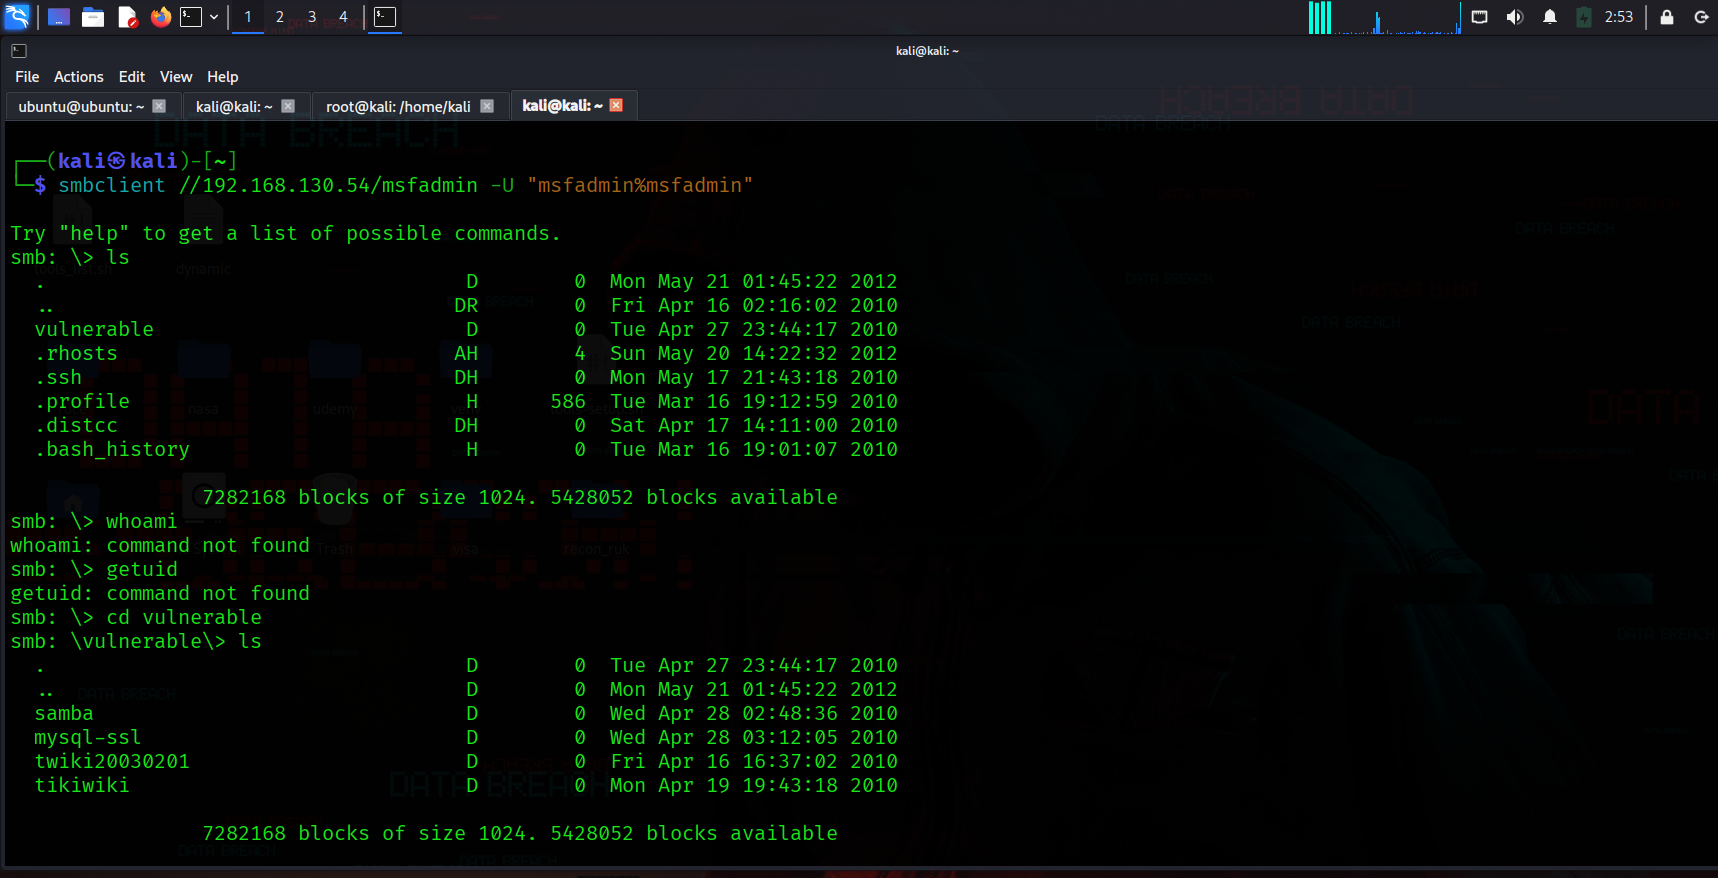 1 2 3 4 2:53
kali@kali: ~
File Actions Edit View Help
ubuntu@ubuntu: ~ kali@kali: ~ root@kali: /home/kali kali@kali: ~
DATA BREACH
┌──(kali㉿kali)-[~]
└─$ smbclient //192.168.130.54/msfadmin -U "msfadmin%msfadmin"
Try "help" to get a list of possible commands.
smb: \> ls
. D 0 Mon May 21 01:45:22 2012
.. DR 0 Fri Apr 16 02:16:02 2010
vulnerable D 0 Tue Apr 27 23:44:17 2010
.rhosts AH 4 Sun May 20 14:22:32 2012
.ssh DH 0 Mon May 17 21:43:18 2010
.profile H 586 Tue Mar 16 19:12:59 2010
.distcc DH 0 Sat Apr 17 14:11:00 2010
.bash_history H 0 Tue Mar 16 19:01:07 2010
7282168 blocks of size 1024. 5428052 blocks available
smb: \> whoami
whoami: command not found
smb: \> getuid
getuid: command not found
smb: \> cd vulnerable
smb: \vulnerable\> ls
. D 0 Tue Apr 27 23:44:17 2010
.. D 0 Mon May 21 01:45:22 2012
samba D 0 Wed Apr 28 02:48:36 2010
mysql-ssl D 0 Wed Apr 28 03:12:05 2010
twiki20030201 D 0 Fri Apr 16 16:37:02 2010
tikiwiki D 0 Mon Apr 19 19:43:18 2010
7282168 blocks of size 1024. 5428052 blocks available